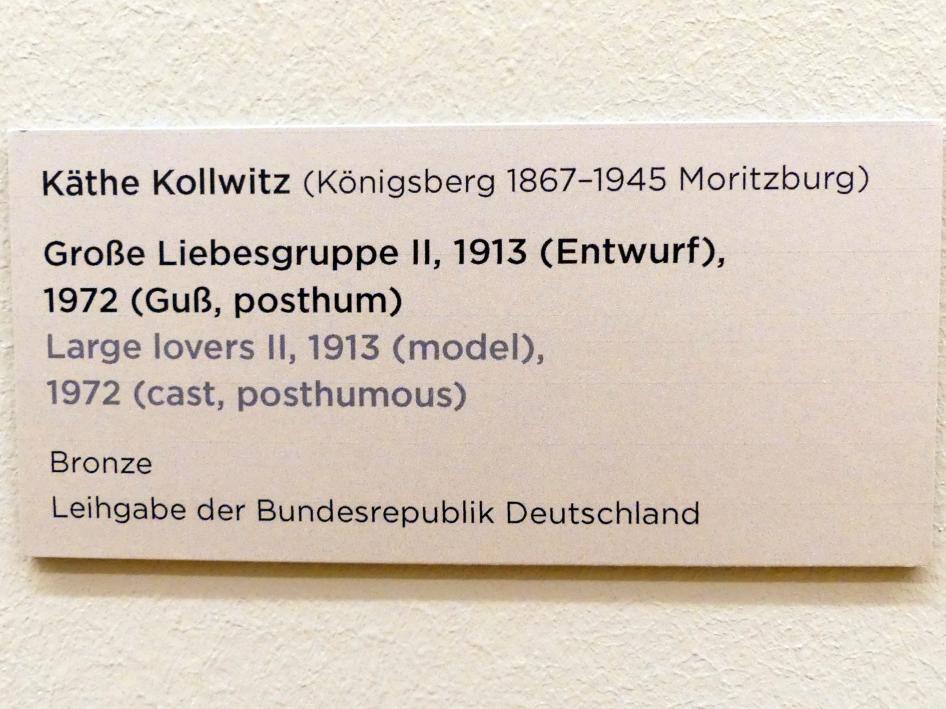 Käthe Kollwitz (Königsberg 1867–1945 Moritzburg)
Große Liebesgruppe II, 1913 (Entwurf),
1972 (Guß, posthum)
Large lovers II, 1913 (model),
1972 (cast, posthumous)
Bronze
Leihgabe der Bundesrepublik Deutschland